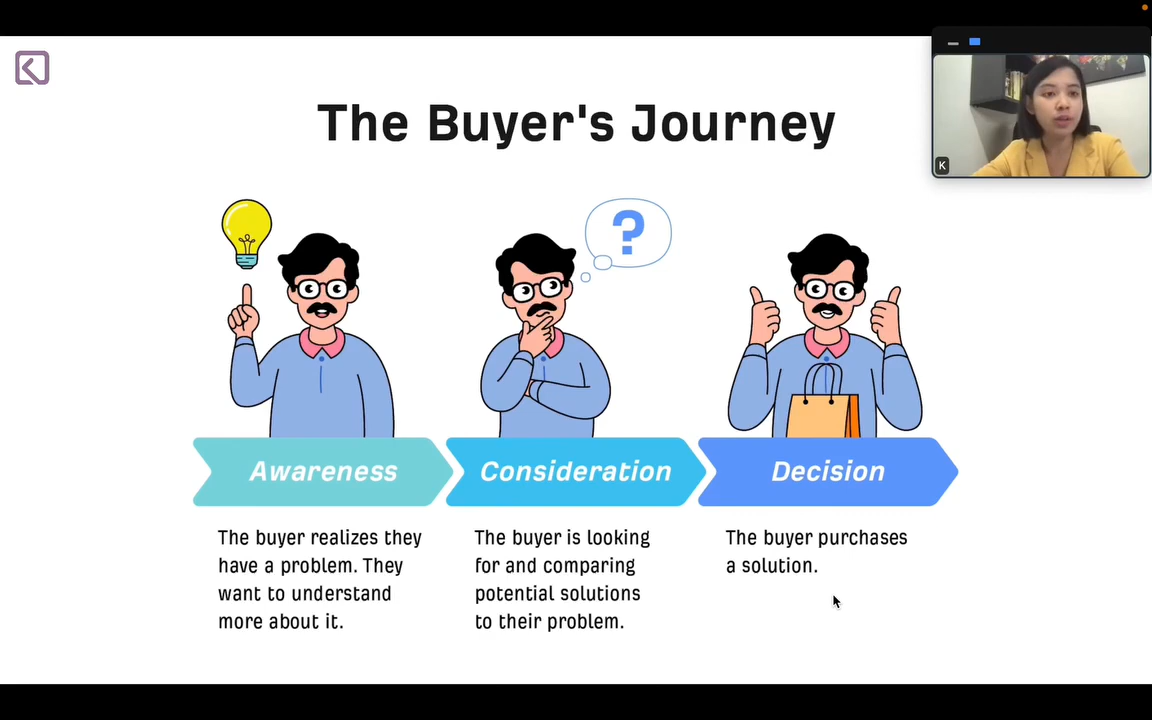 The Buyer's Journey
K
?
Awareness
Consideration
Decision
The buyer realizes they
have a problem. They
want to understand
more about it.
The buyer is looking
for and comparing
potential solutions
to their problem.
The buyer purchases
a solution.